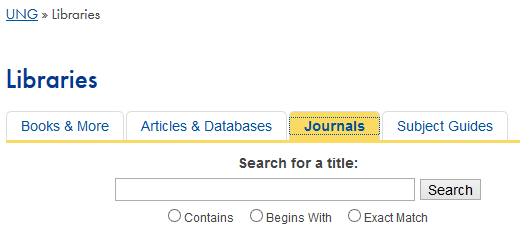 UNG » Libraries
Libraries
Books & More Articles & Databases Journals Subject Guides
Search for a title:
Search
Contains Begins With Exact Match